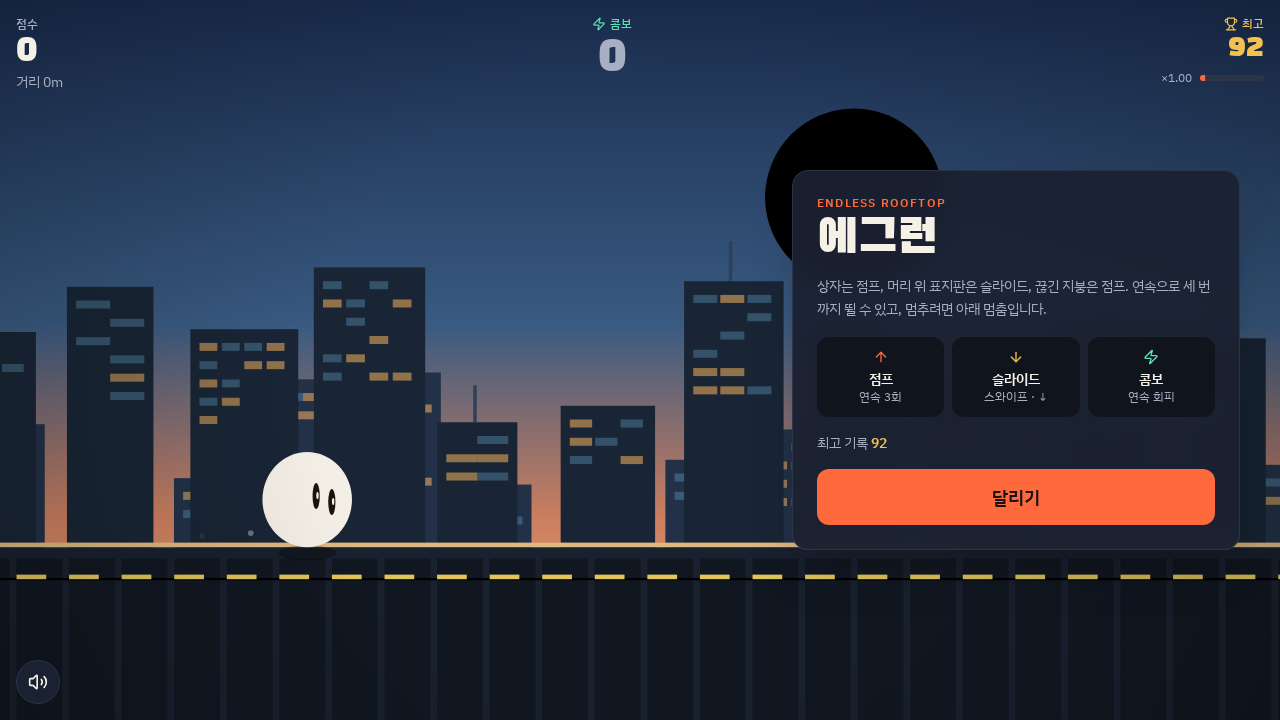 점수
0
거리 0m
콤보
0
최고
92
×1.00
ENDLESS ROOFTOP
에그런
상자는 점프, 머리 위 표지판은 슬라이드, 끊긴 지붕은 점프. 연속으로 세 번
까지 뛸 수 있고, 멈추려면 아래 멈춤입니다.
점프
연속 3회
슬라이드
스와이프 · ↓
콤보
연속 회피
최고 기록 92
달리기